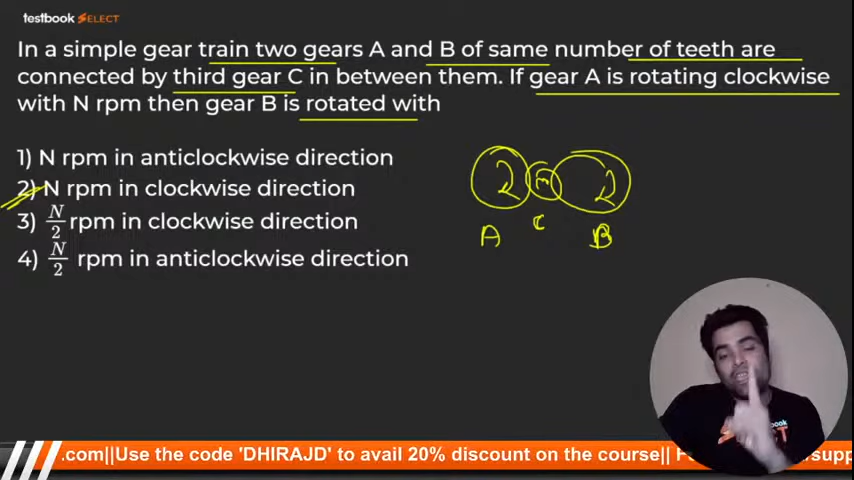 testbook SELECT
In a simple gear train two gears A and B of same number of teeth are
connected by third gear C in between them. If gear A is rotating clockwise
with N rpm then gear B is rotated with
1) N rpm in anticlockwise direction
2) N rpm in clockwise direction
3) N/2 rpm in clockwise direction
4) N/2 rpm in anticlockwise direction
2 2
A C B
.com||Use the code 'DHIRAJD' to avail 20% discount on the course||